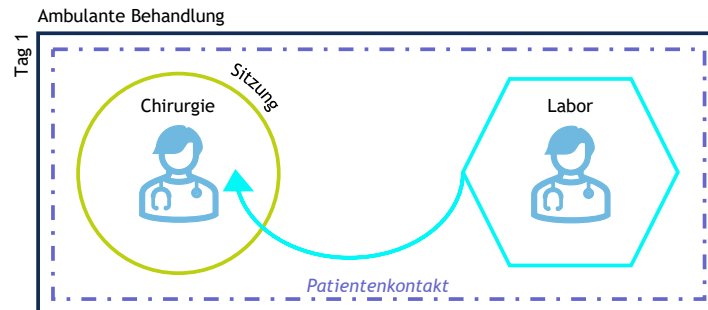 Ambulante Behandlung
Tag 1
Sitzung
Chirurgie
Labor
Patientenkontakt